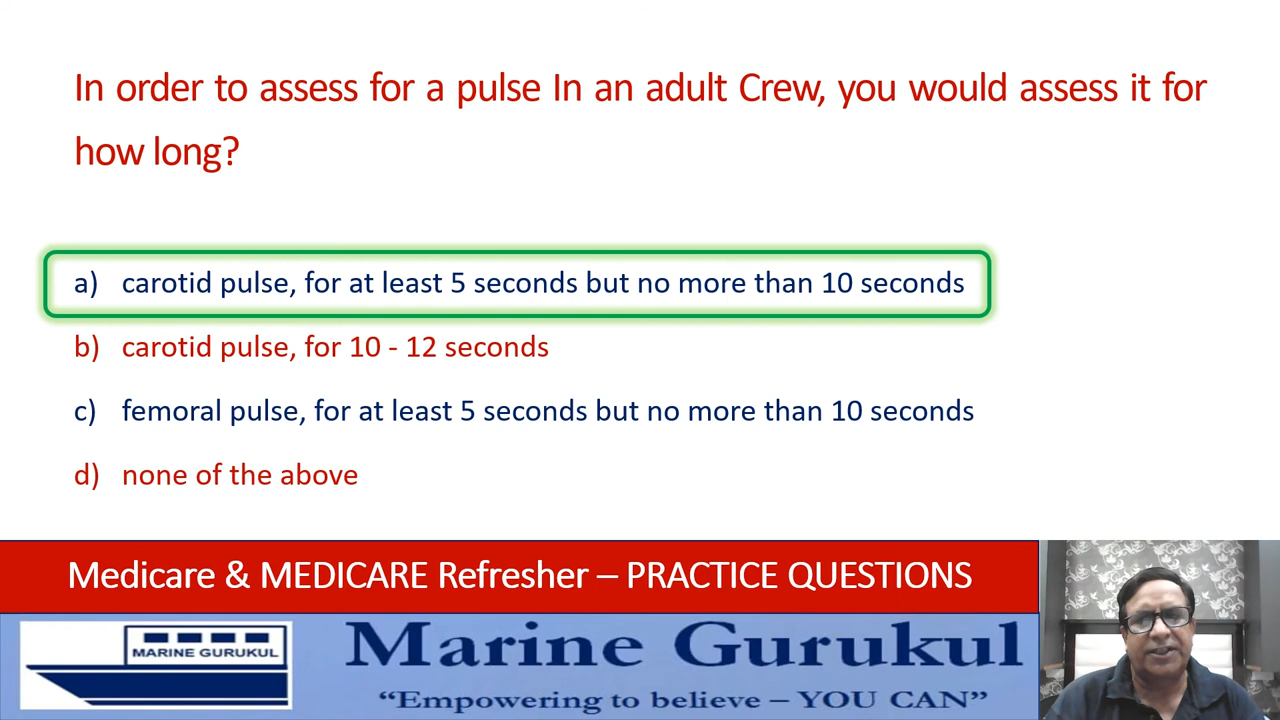 In order to assess for a pulse In an adult Crew, you would assess it for
how long?
a) carotid pulse, for at least 5 seconds but no more than 10 seconds
b) carotid pulse, for 10 - 12 seconds
c) femoral pulse, for at least 5 seconds but no more than 10 seconds
d) none of the above
Medicare & MEDICARE Refresher – PRACTICE QUESTIONS
MARINE GURUKUL
Marine Gurukul
“Empowering to believe – YOU CAN”